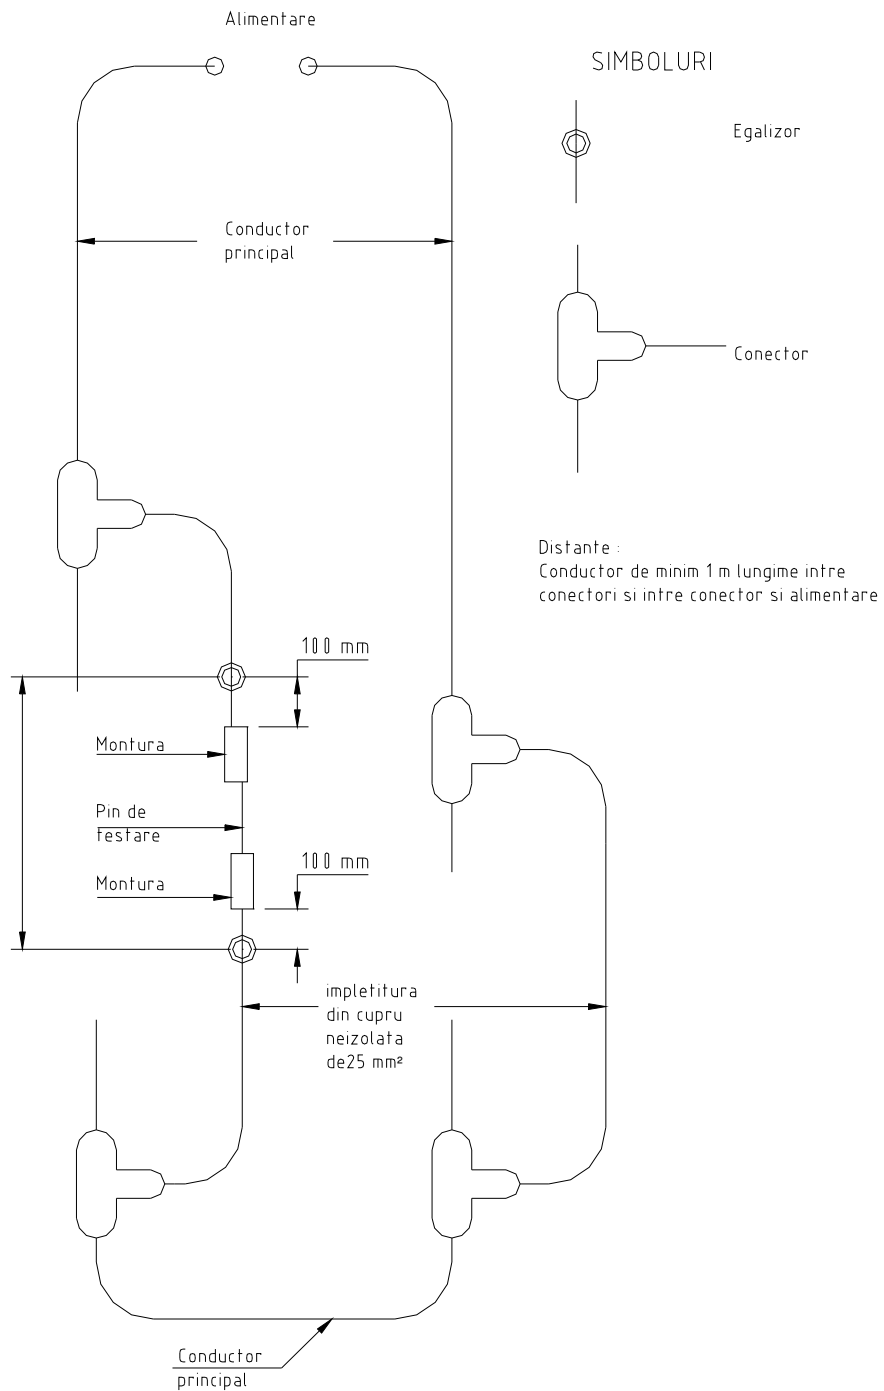 Alimentare
SIMBOLURI
Egalizor
Conductor
principal
Conector
Distante :
Conductor de minim 1 m lungime intre
conectori si intre conector si alimentare
100 mm
Montura
Pin de
testare
100 mm
Montura
impletitura
din cupru
neizolata
de25 mm²
Conductor
principal